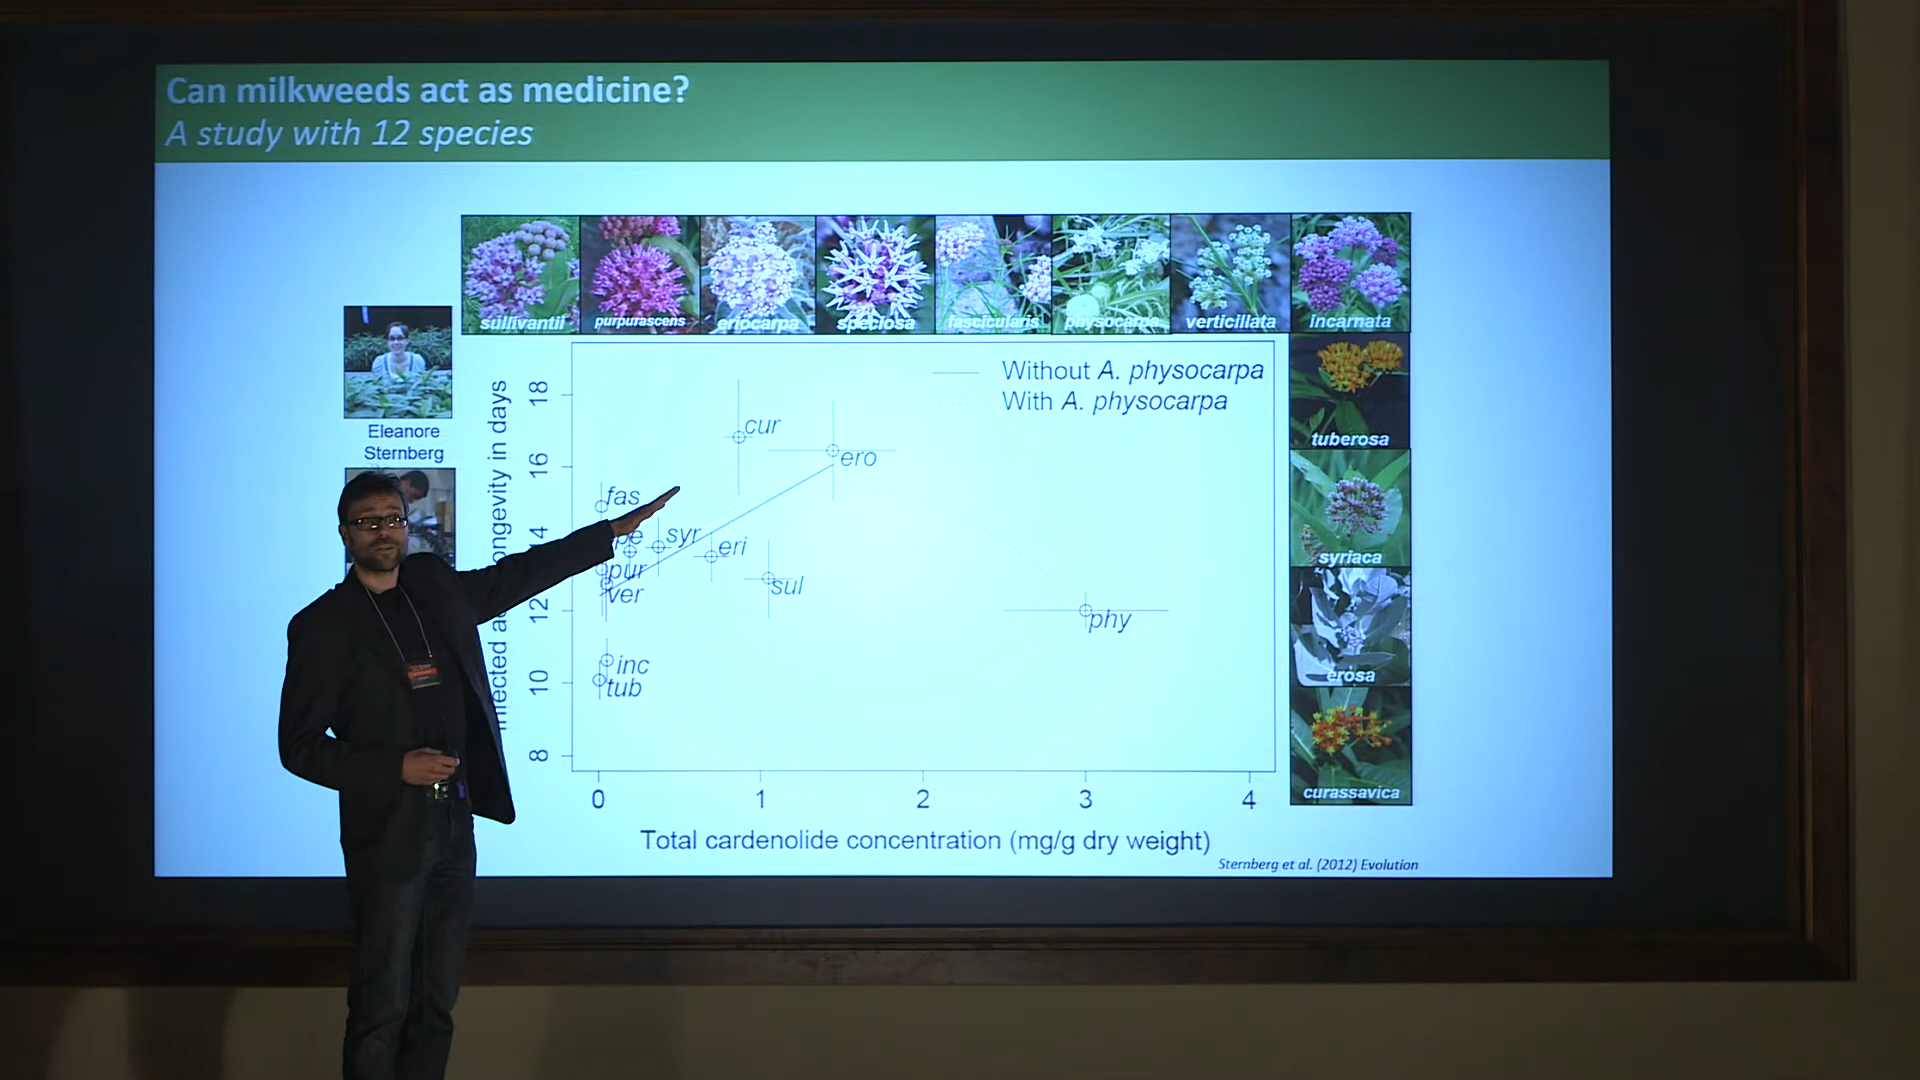 Can milkweeds act as medicine?
A study with 12 species
sullivantii
purpurascens
eriocarpa
speciosa
fascicularis
physocarpa
verticillata
incarnata
tuberosa
syriaca
erosa
curassavica
Eleanore
Sternberg
Without A. physocarpa
With A. physocarpa
longevity in days
18
16
12
10
8
cur
ero
fas
syr
eri
pur
ver
sul
phy
inc
tub
0 1 2 3 4
Total cardenolide concentration (mg/g dry weight)
Sternberg et al. (2012) Evolution